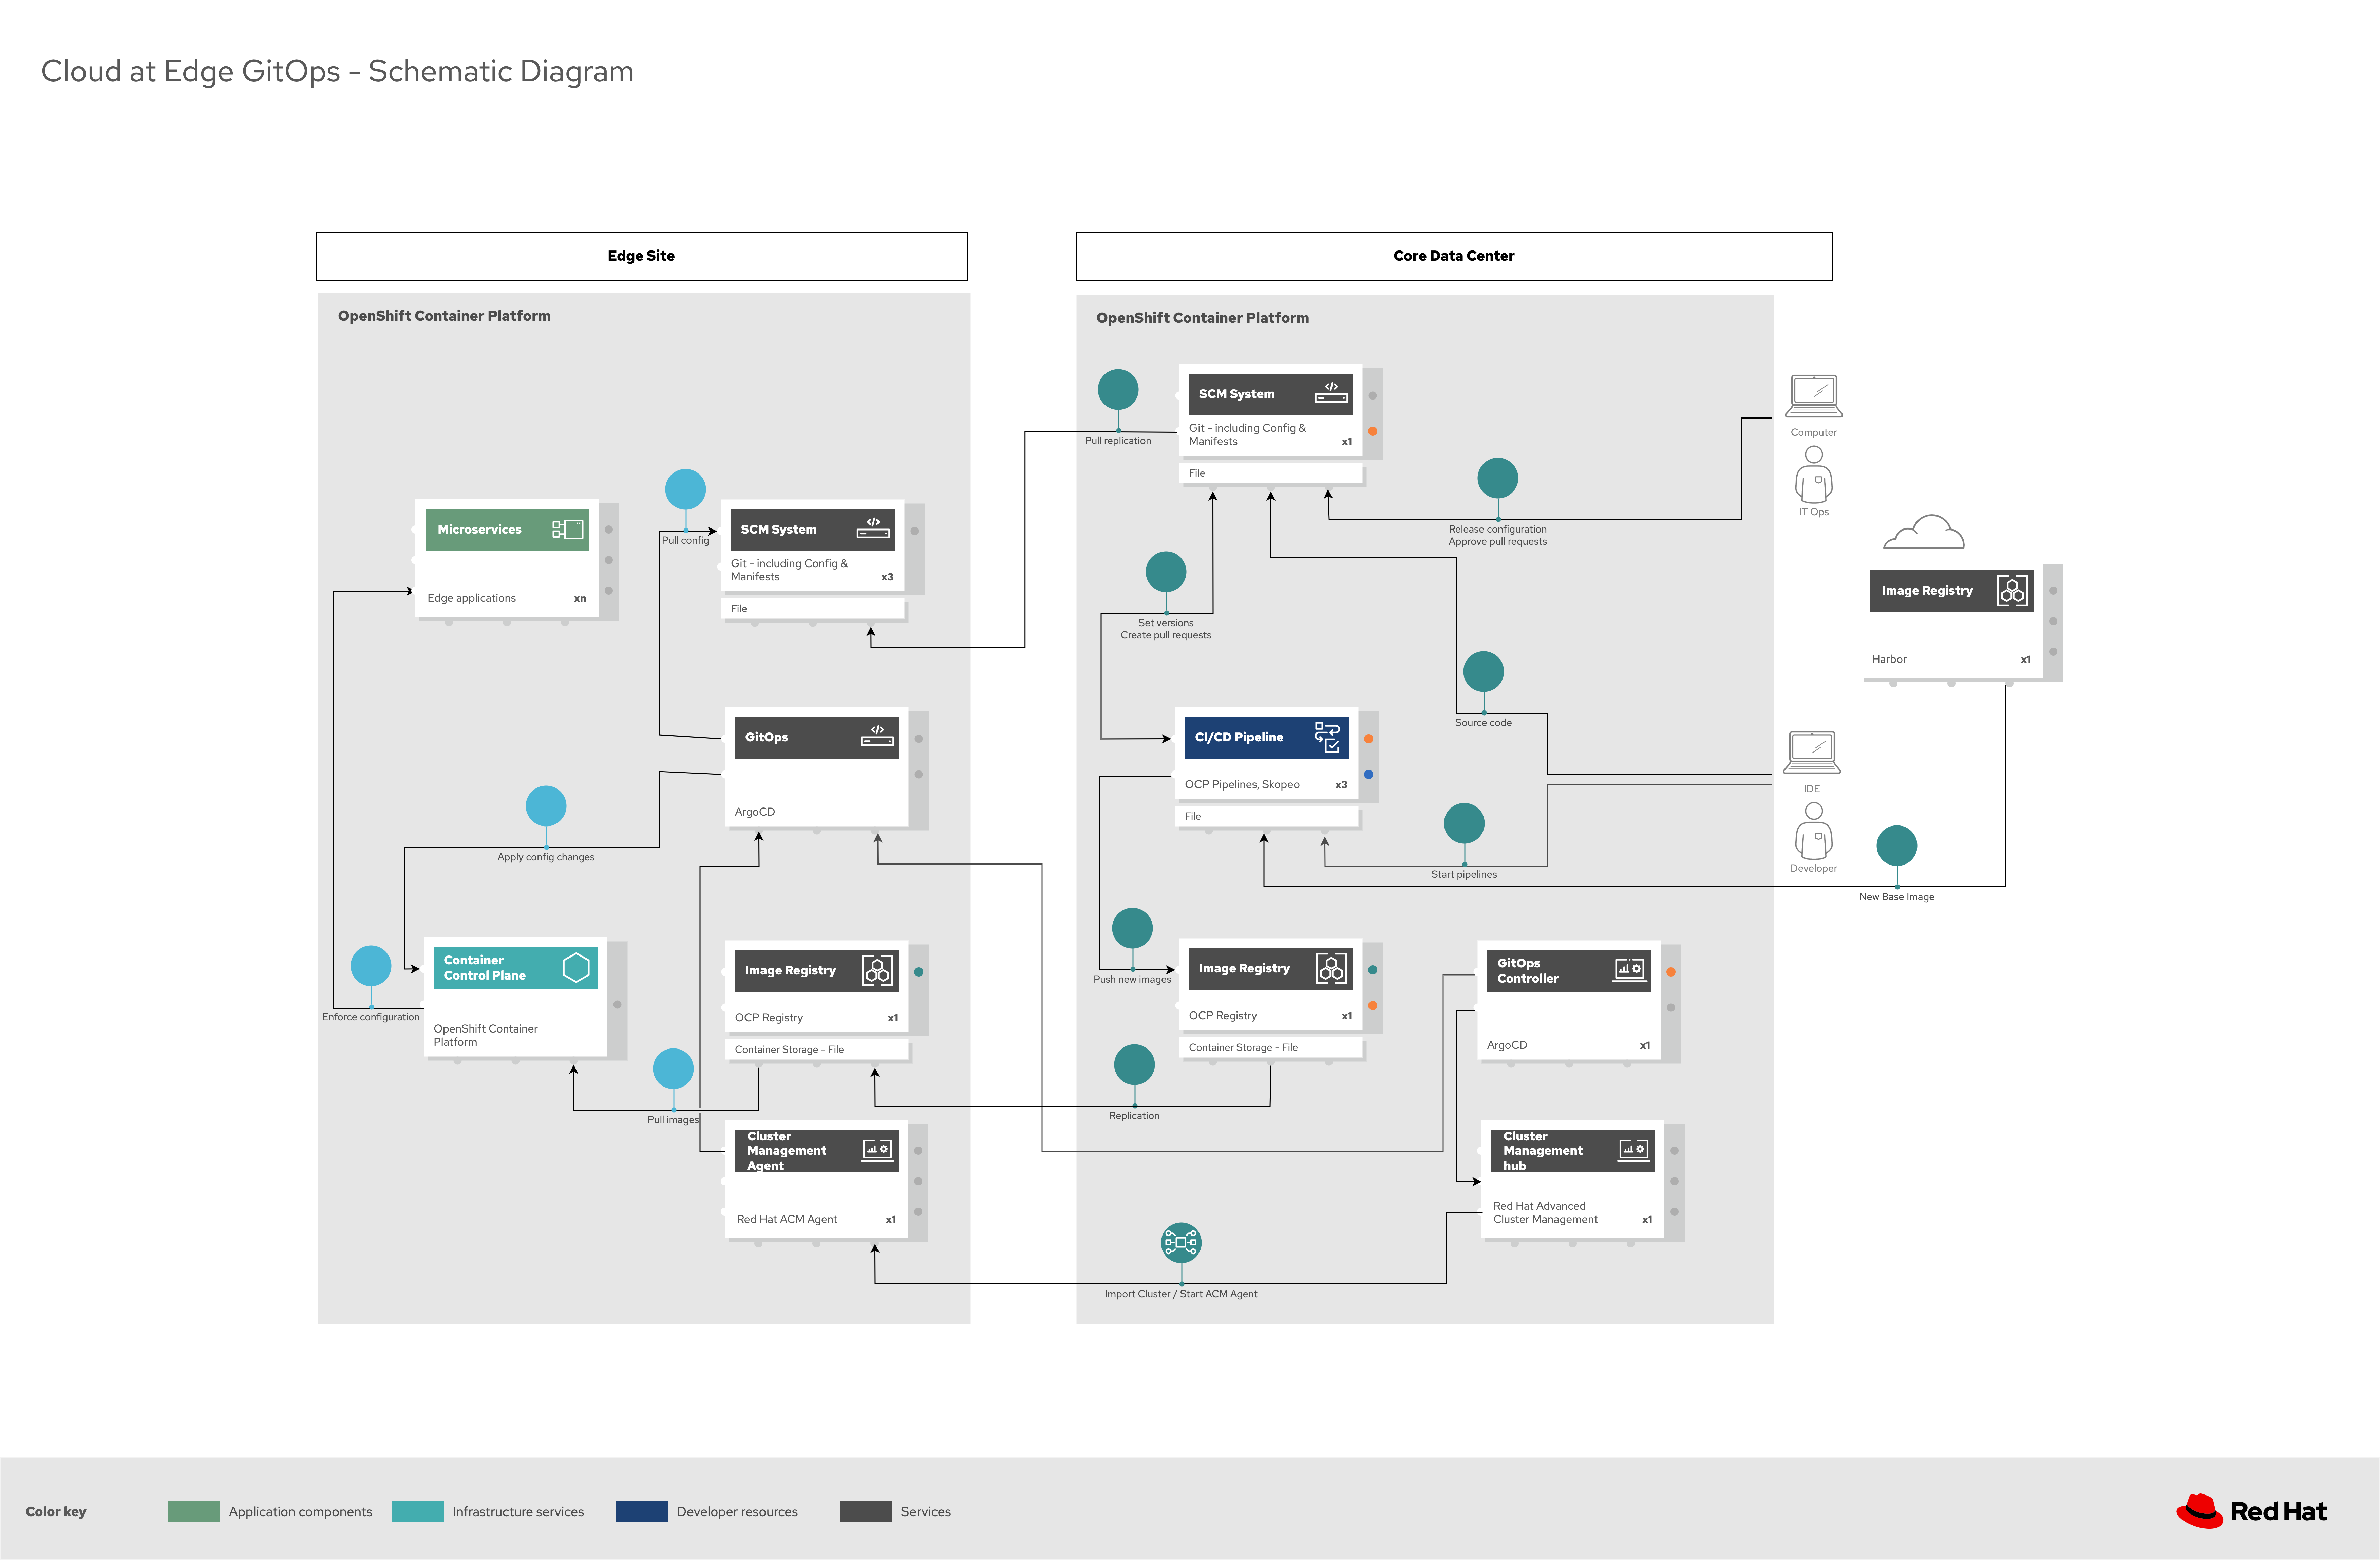 Cloud at Edge GitOps - Schematic Diagram
Edge Site
OpenShift Container Platform
Microservices
Edge applications
xn
Pull config
SCM System
Git - including Config &
Manifests
x3
File
GitOps
ArgoCD
Apply config changes
Container
Control Plane
OpenShift Container
Platform
Enforce configuration
Image Registry
OCP Registry
x1
Container Storage - File
Pull images
Cluster
Management
Agent
Red Hat ACM Agent
x1
Core Data Center
OpenShift Container Platform
Pull replication
SCM System
Git - including Config &
Manifests
x1
File
Release configuration
Approve pull requests
Set versions
Create pull requests
Source code
CI/CD Pipeline
OCP Pipelines, Skopeo
x3
File
Start pipelines
Push new images
Image Registry
OCP Registry
x1
Container Storage - File
Replication
GitOps
Controller
ArgoCD
x1
Cluster
Management
hub
Red Hat Advanced
Cluster Management
x1
Import Cluster / Start ACM Agent
Computer
IT Ops
Image Registry
Harbor
x1
IDE
Developer
New Base Image
Color key
Application components
Infrastructure services
Developer resources
Services
Red Hat